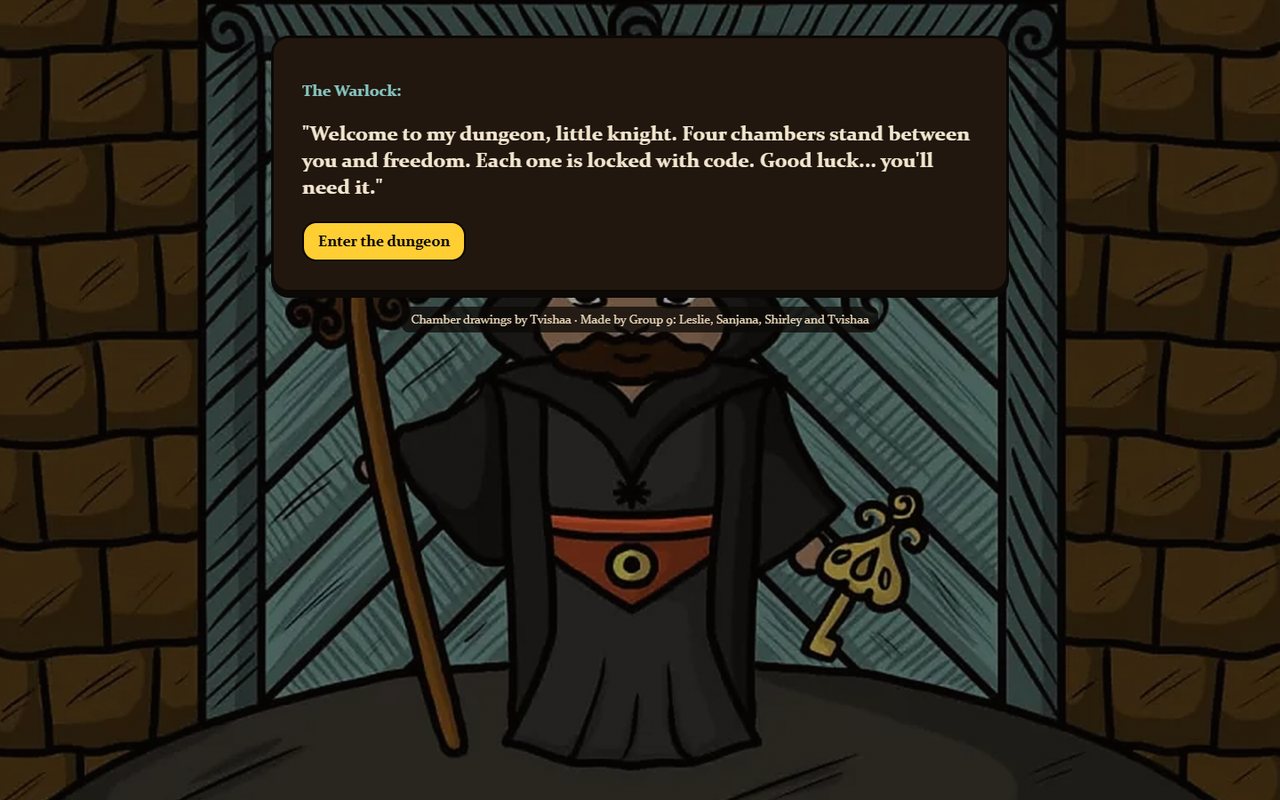 The Warlock:
"Welcome to my dungeon, little knight. Four chambers stand between
you and freedom. Each one is locked with code. Good luck... you'll
need it."
Enter the dungeon
Chamber drawings by Tvishaa · Made by Group 9: Leslie, Sanjana, Shirley and Tvishaa